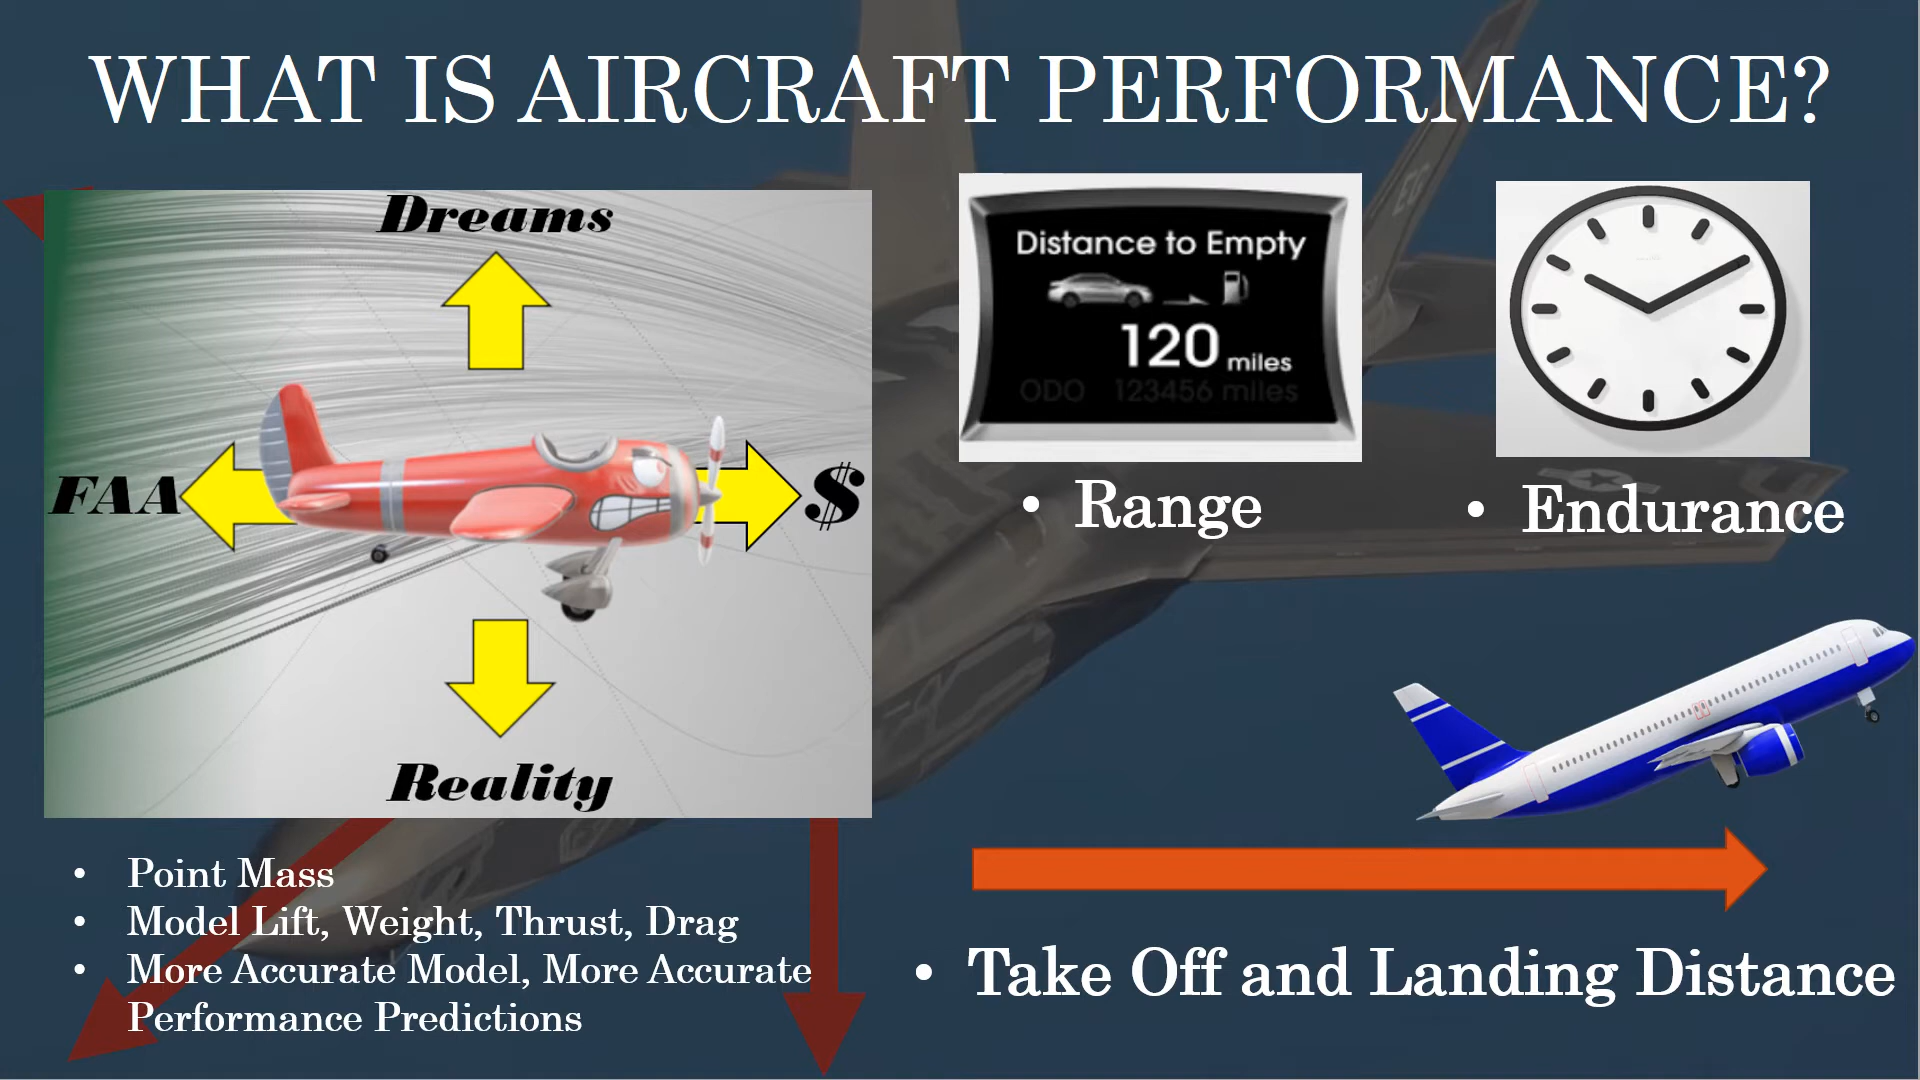 WHAT IS AIRCRAFT PERFORMANCE?
Dreams
FAA
$
Reality
• Point Mass
• Model Lift, Weight, Thrust, Drag
• More Accurate Model, More Accurate
Performance Predictions
Distance to Empty
120 miles
ODO 123456 miles
• Range
• Endurance
• Take Off and Landing Distance